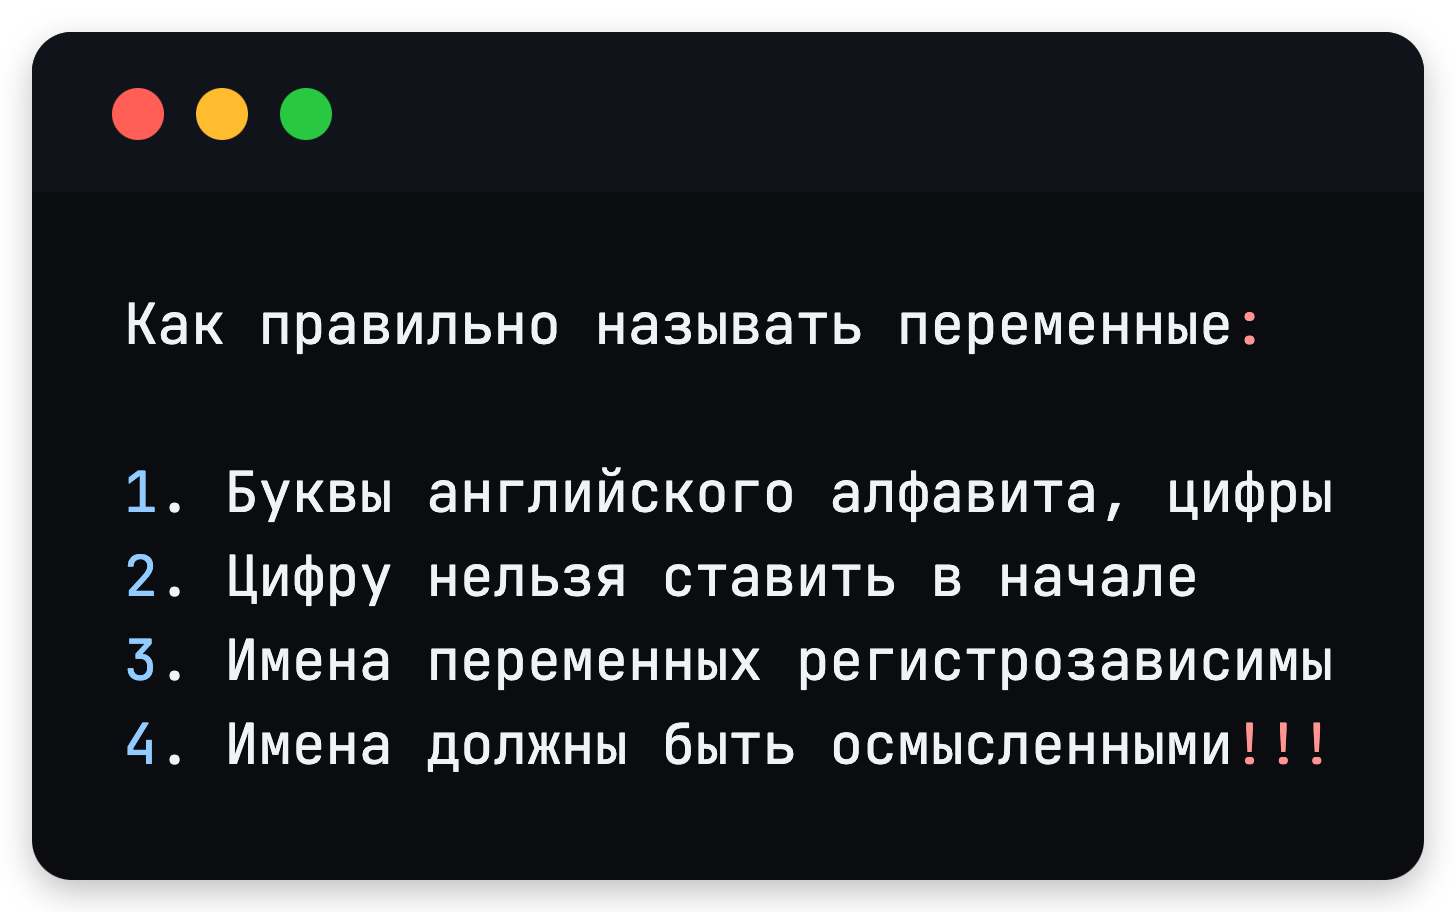 Как правильно называть переменные:
1. Буквы английского алфавита, цифры
2. Цифру нельзя ставить в начале
3. Имена переменных регистрозависимы
4. Имена должны быть осмысленными!!!